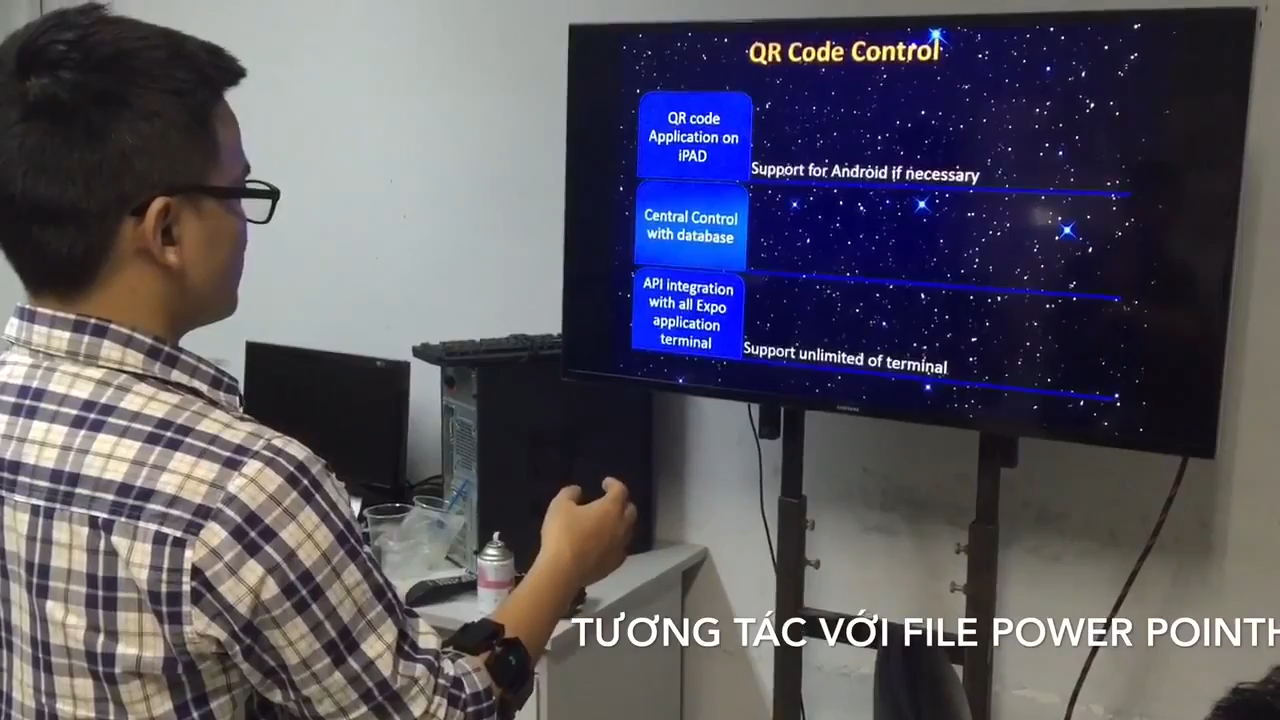 QR Code Control
QR code
Application on
iPAD
Support for Android if necessary
Central Control
with database
API integration
with all Expo
application
terminal
Support unlimited of terminal
SAMSUNG
TƯƠNG TÁC VỚI FILE POWER POINTH